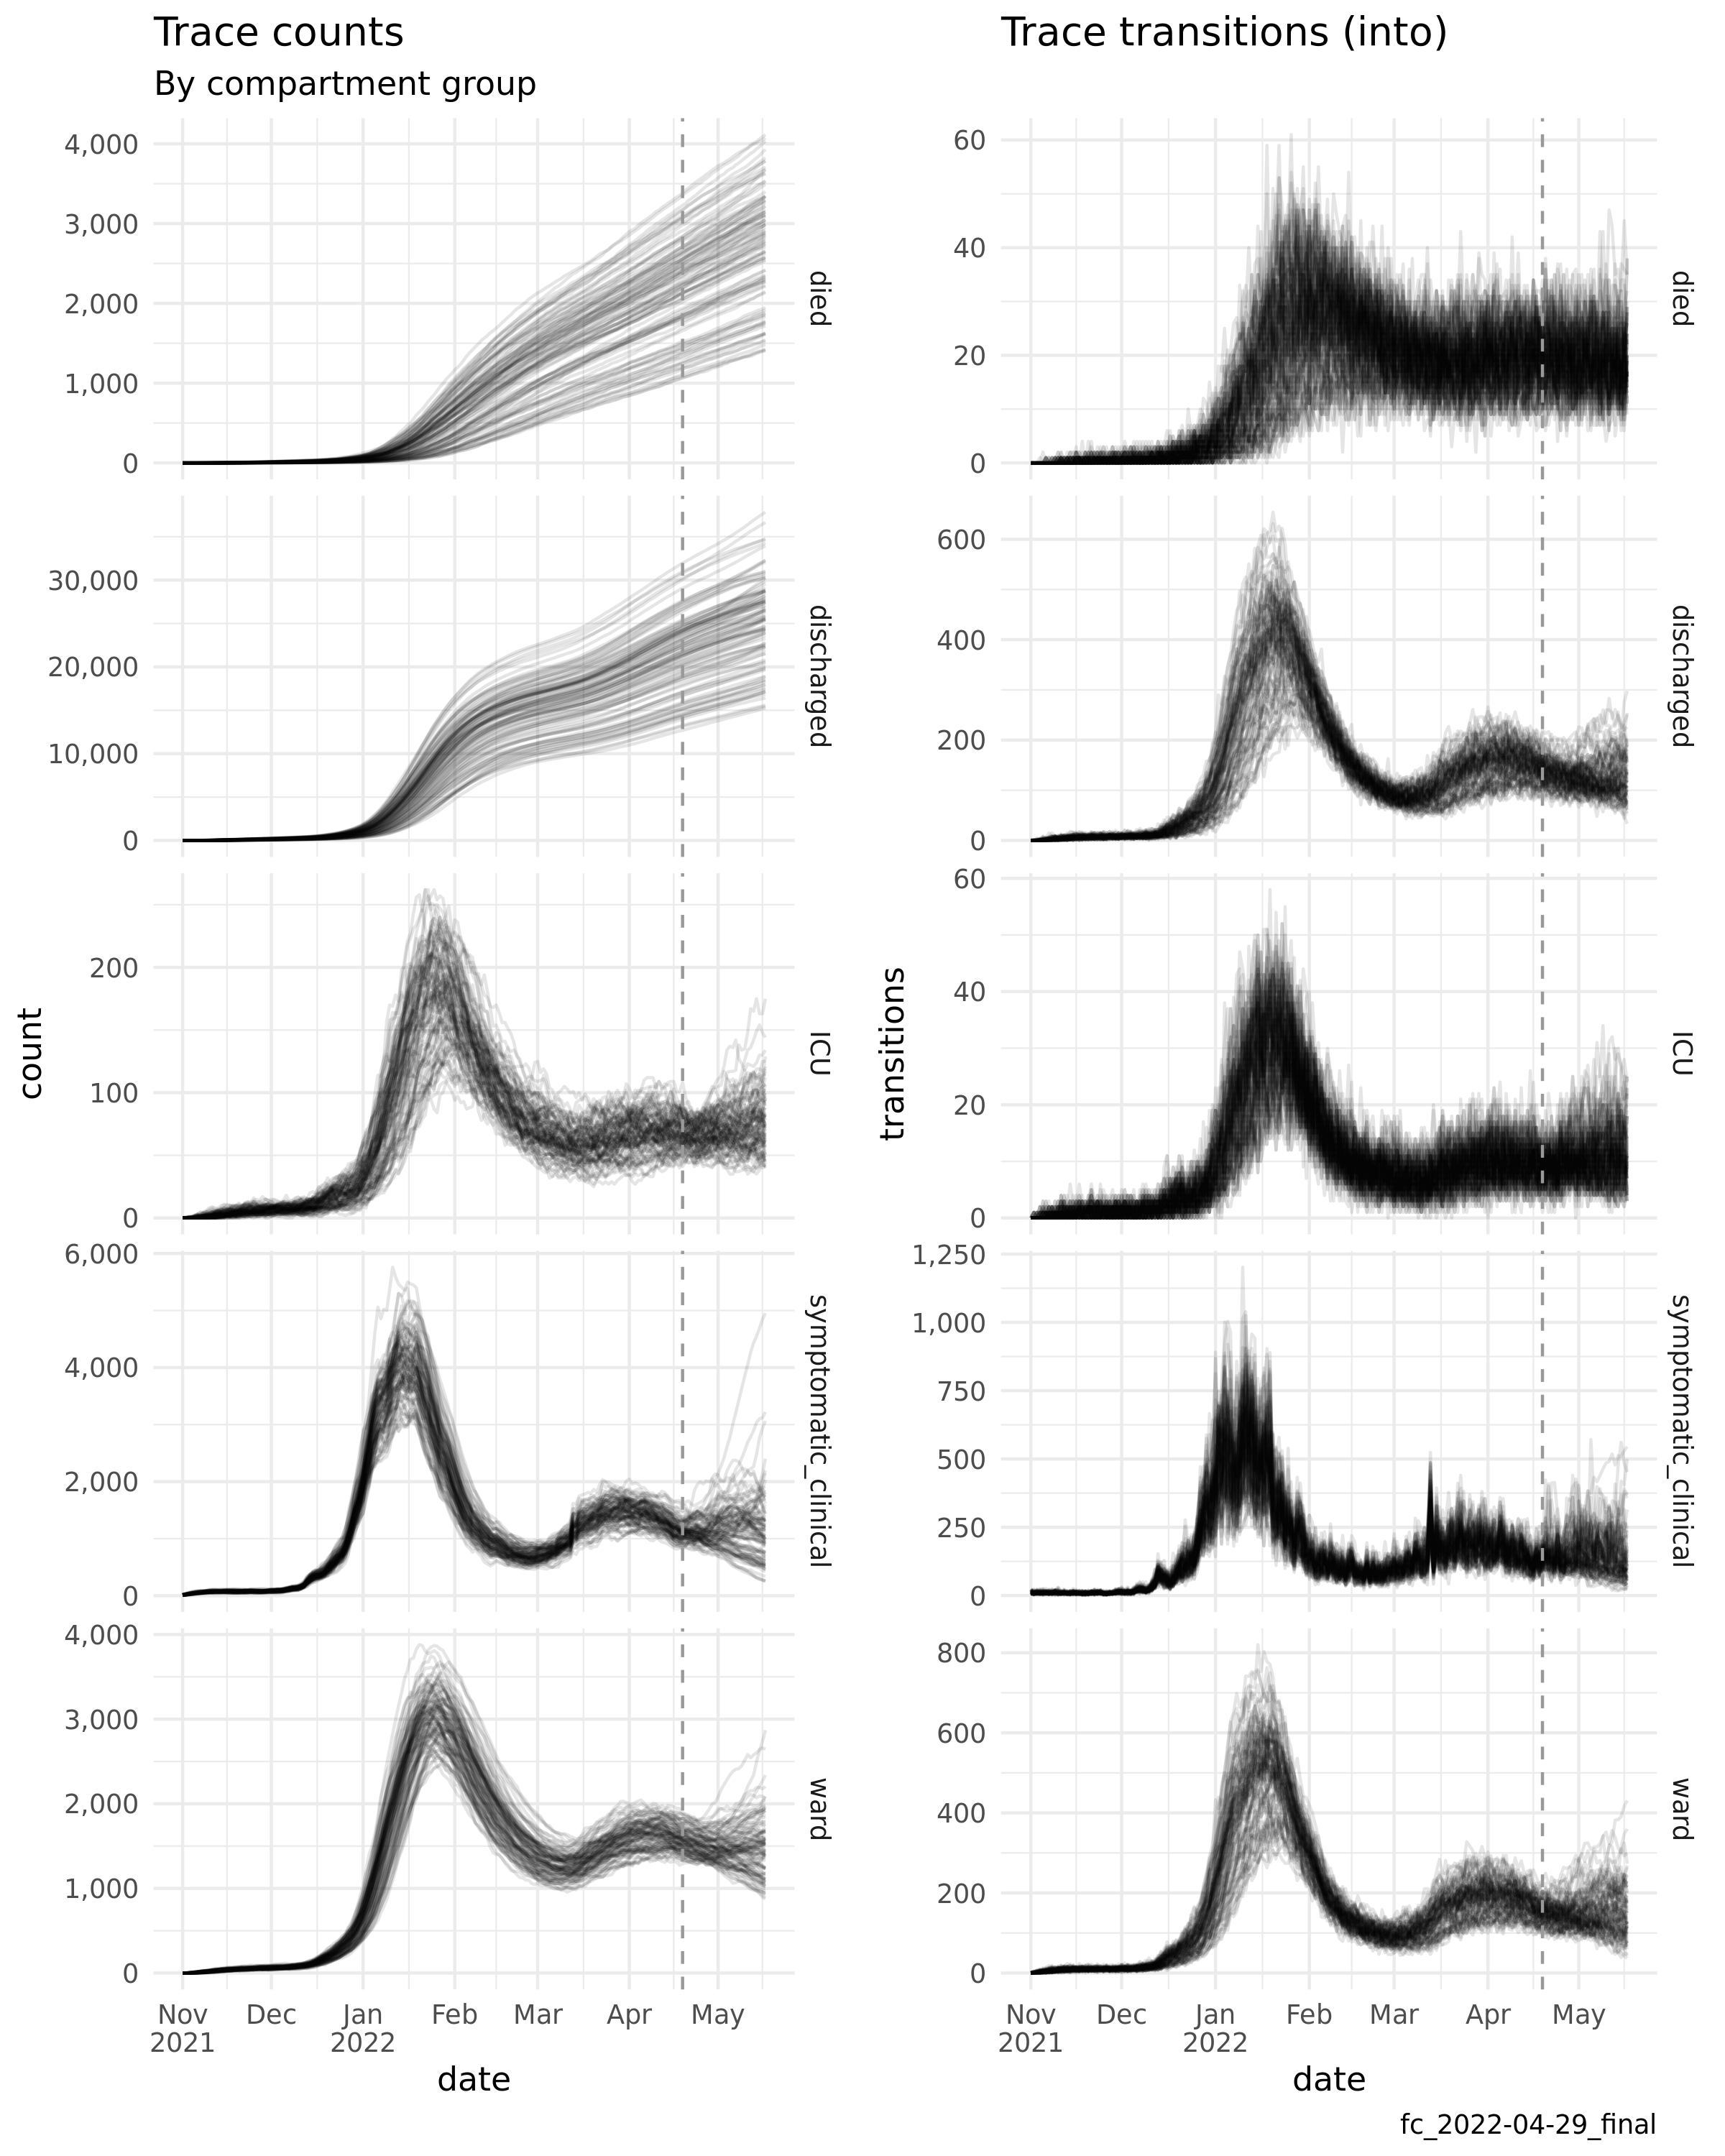 Trace counts
By compartment group
Trace transitions (into)
count
4,000
3,000
2,000
1,000
0
died
30,000
20,000
10,000
0
discharged
200
100
0
ICU
6,000
4,000
2,000
0
symptomatic_clinical
4,000
3,000
2,000
1,000
0
ward
Nov Dec Jan Feb Mar Apr May
2021 2022
date
transitions
60
40
20
0
died
600
400
200
0
discharged
60
40
20
0
ICU
1,250
1,000
750
500
250
0
symptomatic_clinical
800
600
400
200
0
ward
Nov Dec Jan Feb Mar Apr May
2021 2022
date
fc_2022-04-29_final